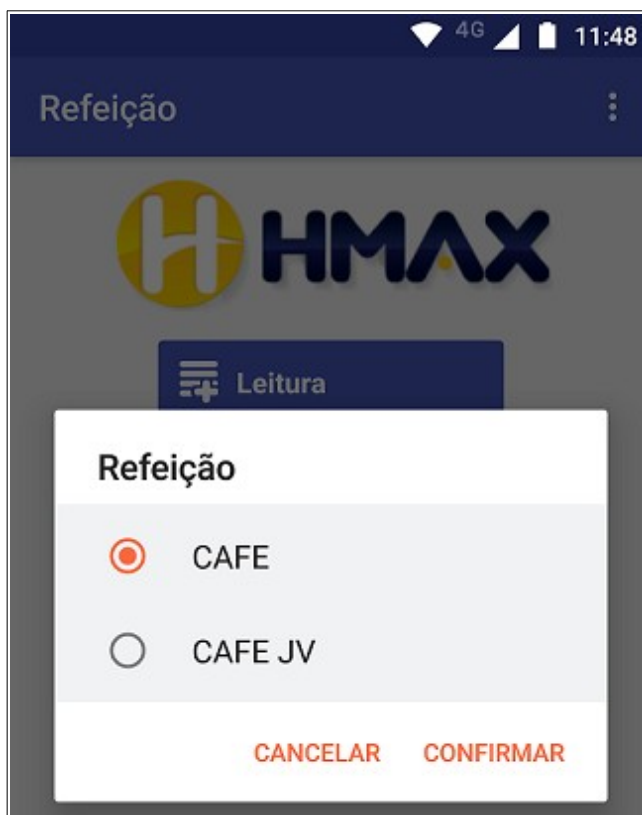 4G 11:48
Refeição
H HMAX
Leitura
Refeição
CAFE
CAFE JV
CANCELAR CONFIRMAR